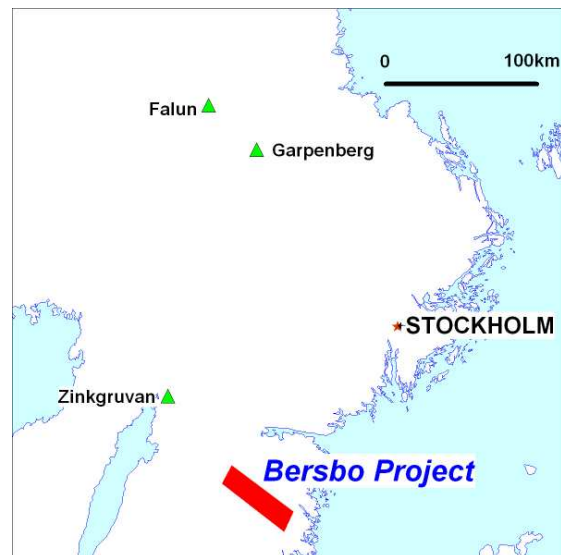 0 100km
Falun
Garpenberg
STOCKHOLM
Zinkgruvan
Bersbo Project